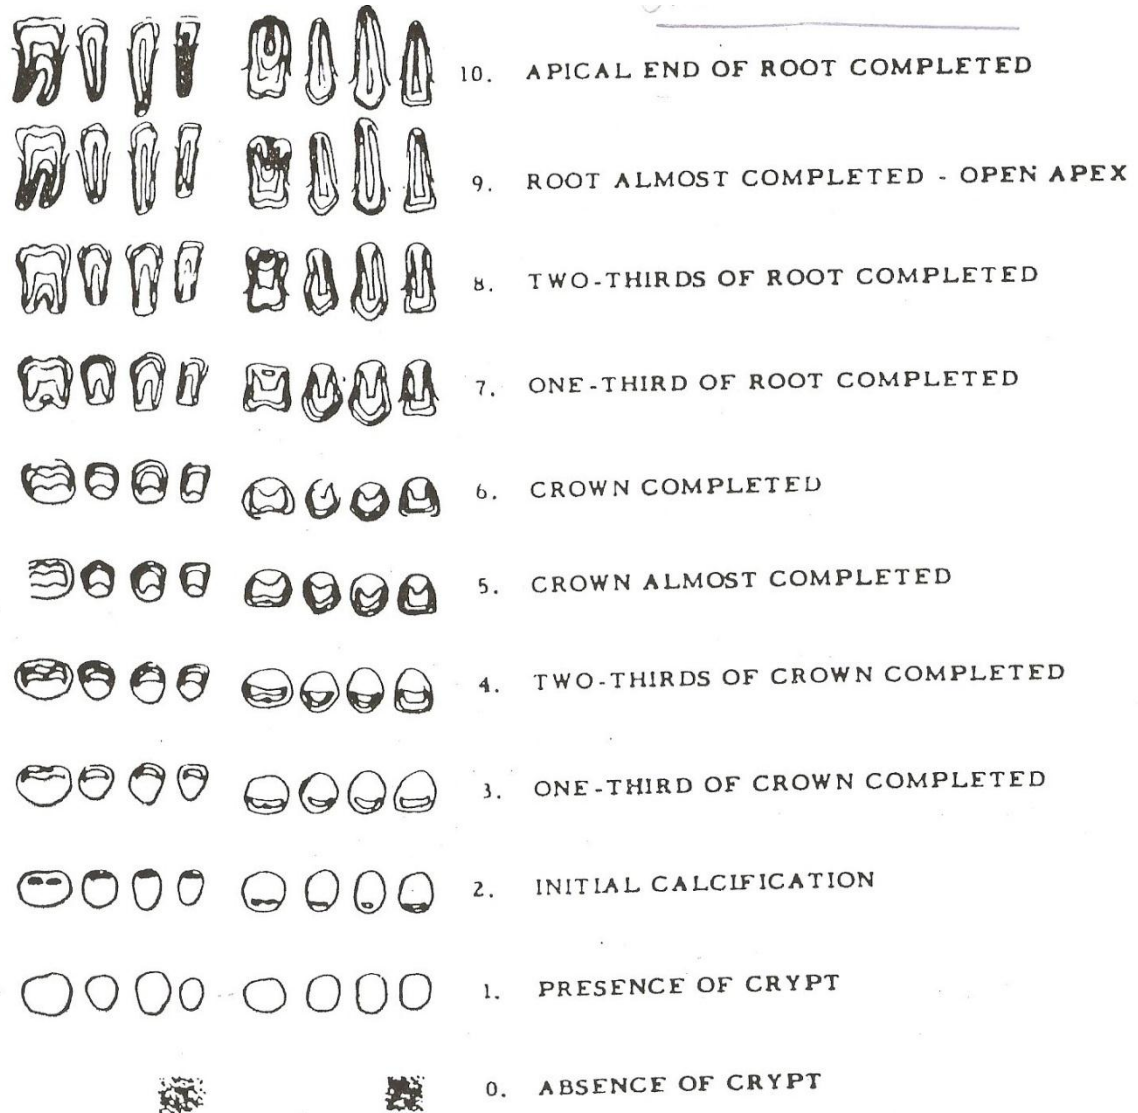 10. APICAL END OF ROOT COMPLETED
9. ROOT ALMOST COMPLETED - OPEN APEX
8. TWO-THIRDS OF ROOT COMPLETED
7. ONE-THIRD OF ROOT COMPLETED
6. CROWN COMPLETED
5. CROWN ALMOST COMPLETED
4. TWO-THIRDS OF CROWN COMPLETED
3. ONE-THIRD OF CROWN COMPLETED
2. INITIAL CALCIFICATION
1. PRESENCE OF CRYPT
0. ABSENCE OF CRYPT